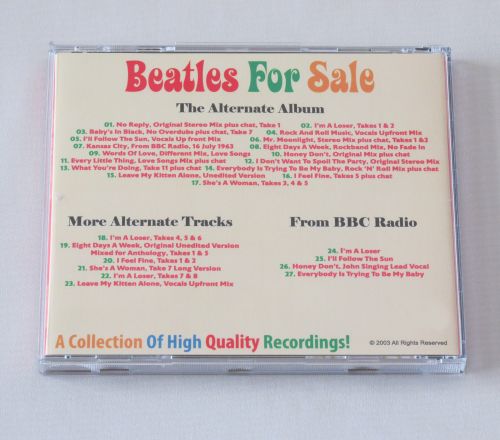 Beatles For Sale
The Alternate Album
01. No Reply, Original Stereo Mix plus chat, Take 1 02. I'm A Loser, Takes 1 & 2
03. Baby's In Black, No Overdubs plus chat, Take 7 04. Rock And Roll Music, Vocals Upfront Mix
05. I'll Follow The Sun, Vocals Up front Mix 06. Mr. Moonlight, Stereo Mix plus chat, Takes 1 & 2
07. Kansas City, From BBC Radio, 16 July 1963 08. Eight Days A Week, Rockband Mix, No Fade In
09. Words Of Love, Different Mix, Love Songs 10. Honey Don't, Original Mix plus chat
11. Every Little Thing, Love Songs Mix plus chat 12. I Don't Want To Spoil The Party, Original Stereo Mix
13. What You're Doing, Take 11 plus chat 14. Everybody Is Trying To Be My Baby, Rock 'N' Roll Mix plus chat
15. Leave My Kitten Alone, Unedited Version 16. I Feel Fine, Takes 5 plus chat
17. She's A Woman, Takes 3, 4 & 5
More Alternate Tracks
18. I'm A Loser, Takes 4, 5 & 6
19. Eight Days A Week, Original Unedited Version
Mixed for Anthology, Takes 1 & 5
20. I Feel Fine, Takes 1 & 2
21. She's A Woman, Take 7 Long Version
22. I'm A Loser, Takes 7 & 8
23. Leave My Kitten Alone, Vocals Upfront Mix
From BBC Radio
24. I'm A Loser
25. I'll Follow The Sun
26. Honey Don't, John Singing Lead Vocal
27. Everybody Is Trying To Be My Baby
A Collection Of High Quality Recordings!
© 2003 All Rights Reserved